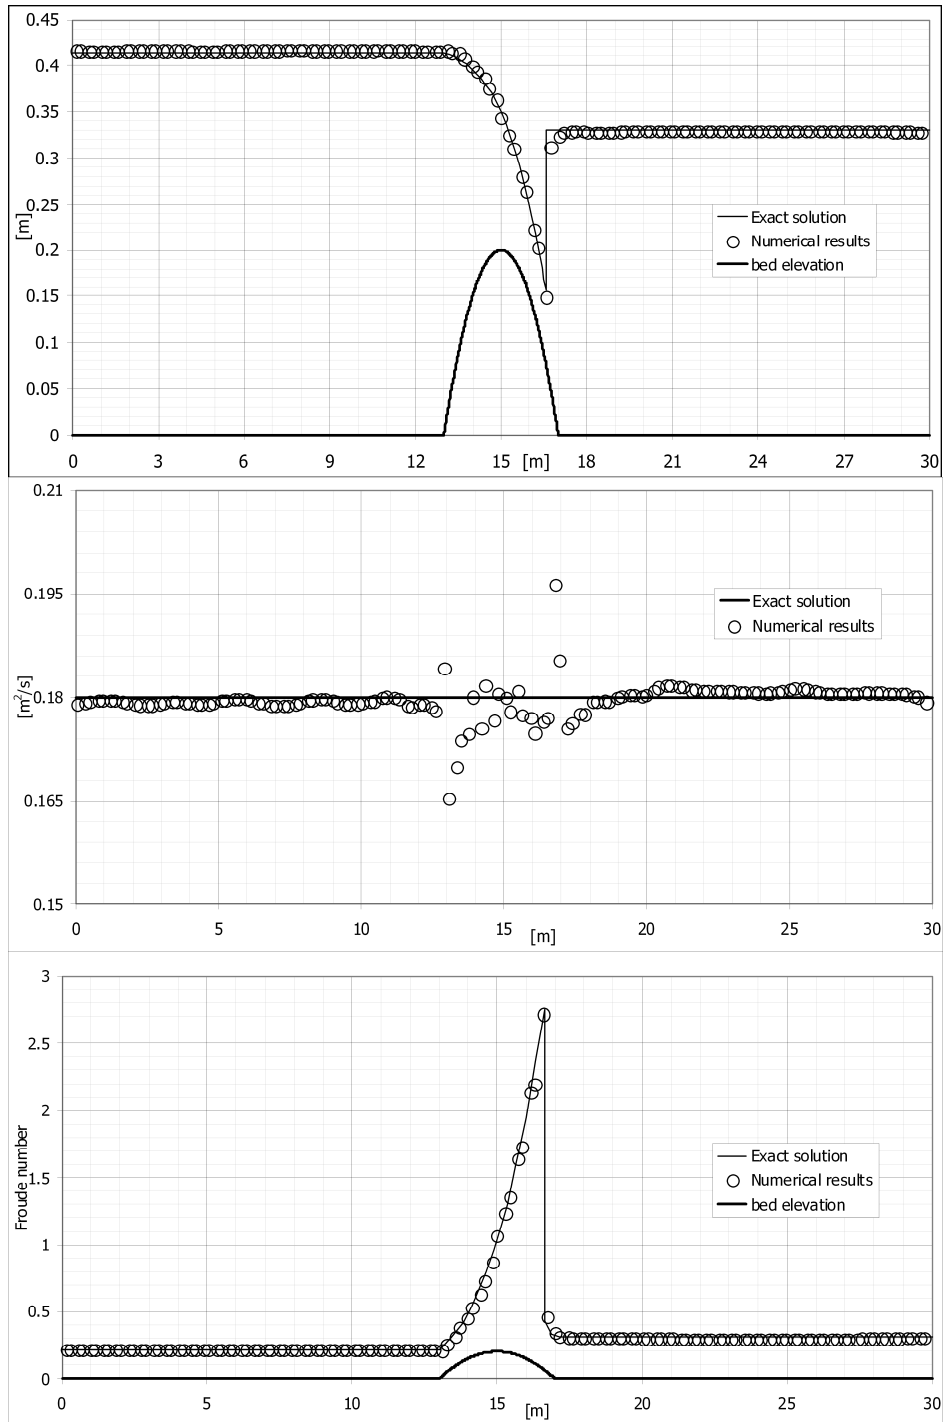 0.45
0.4
0.35
0.3
0.25
[m]
0.2
0.15
0.1
0.05
0
Exact solution
Numerical results
bed elevation
0 3 6 9 12 15 [m] 18 21 24 27 30
0.21
0.195
[m²/s]
0.18
0.165
0.15
Exact solution
Numerical results
0 5 10 15 [m] 20 25 30
3
2.5
2
Froude number
1.5
1
0.5
0
Exact solution
Numerical results
bed elevation
0 5 10 15 [m] 20 25 30